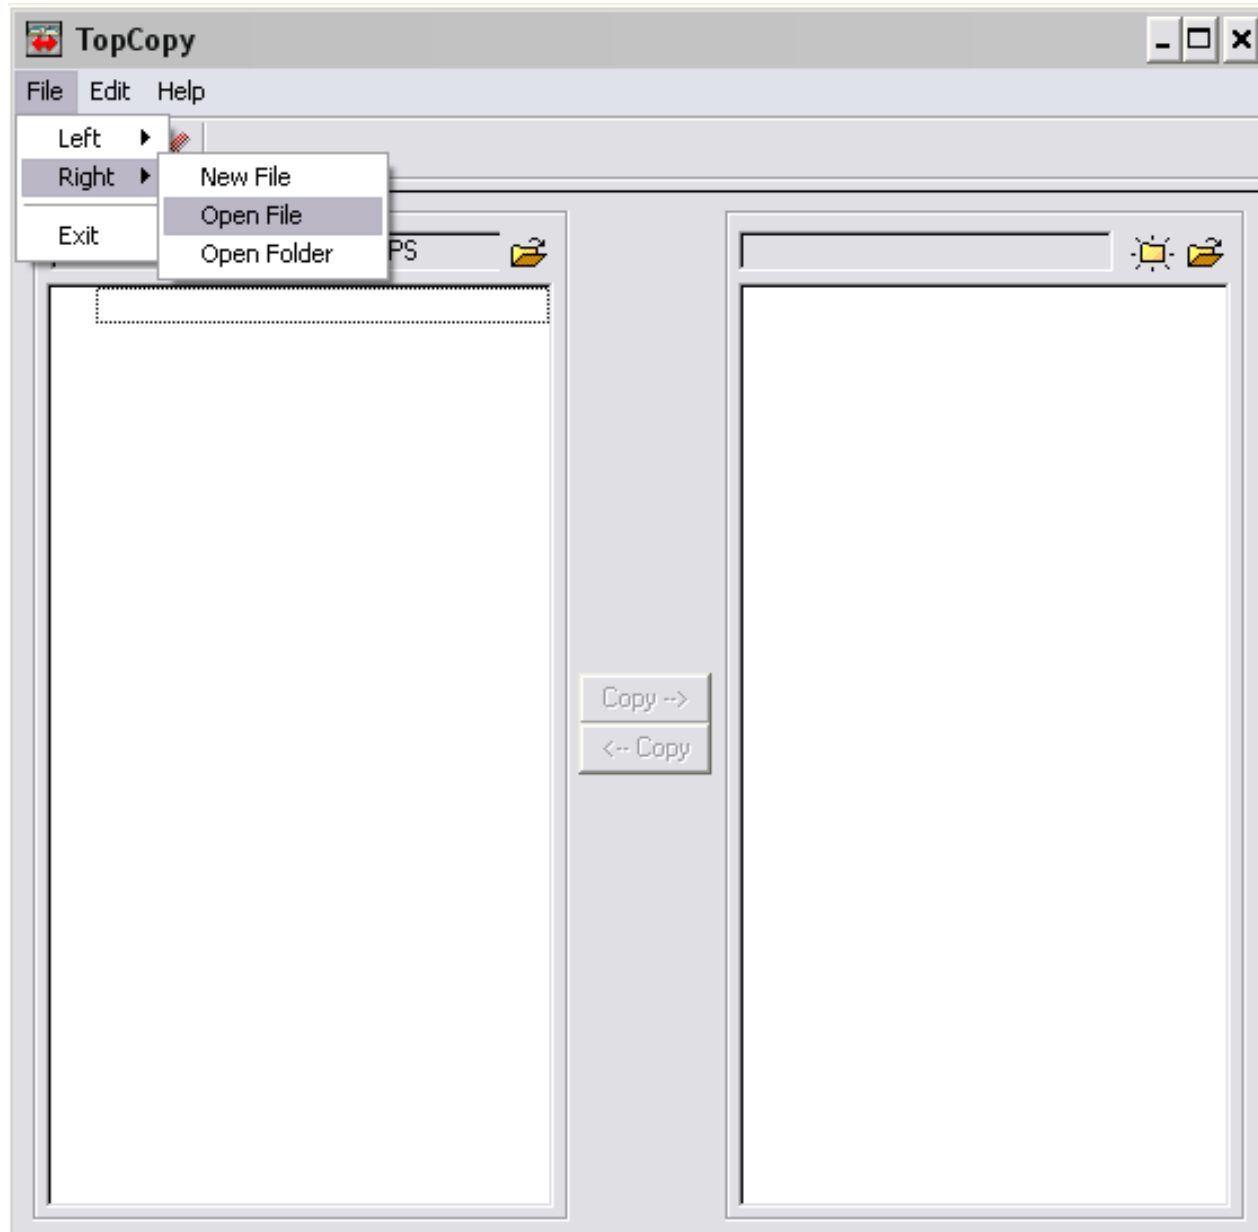 TopCopy
File Edit Help
Left
Right
New File
Open File
Exit
Open Folder
PS
Copy -->
<-- Copy